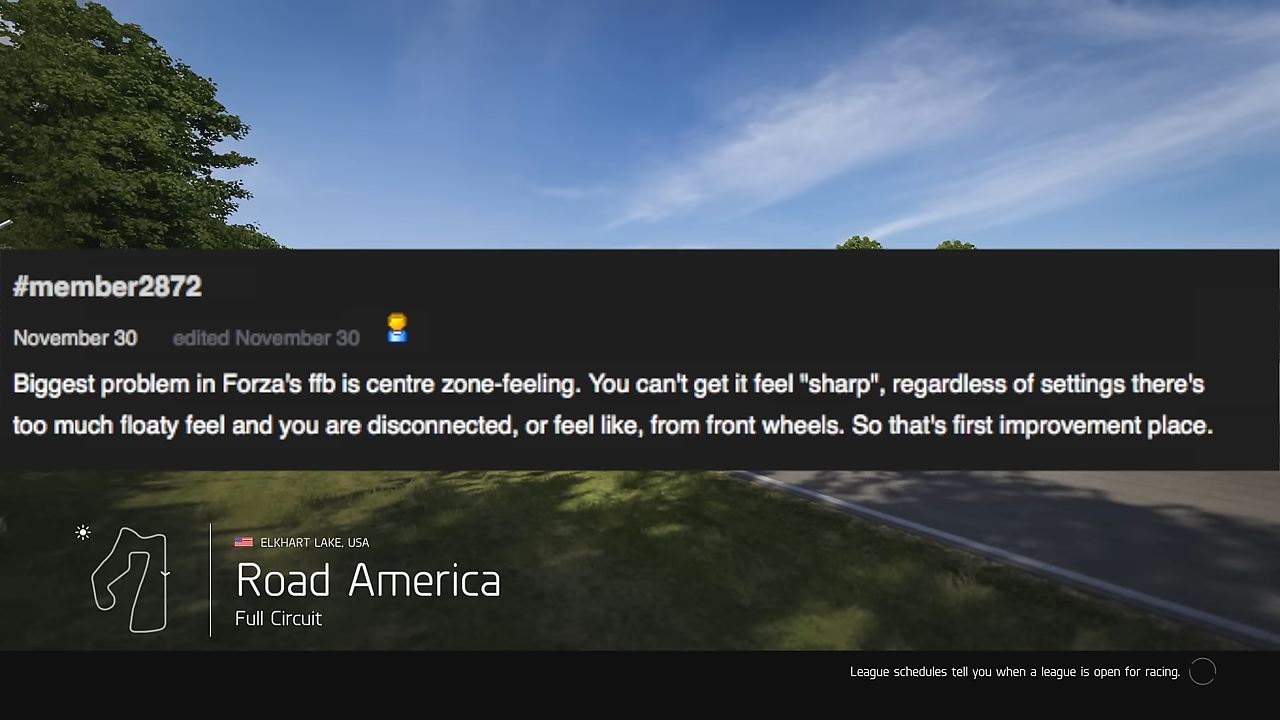 #member2872
November 30 edited November 30
Biggest problem in Forza's ffb is centre zone-feeling. You can't get it feel "sharp", regardless of settings there's
too much floaty feel and you are disconnected, or feel like, from front wheels. So that's first improvement place.
ELKHART LAKE, USA
Road America
Full Circuit
League schedules tell you when a league is open for racing.